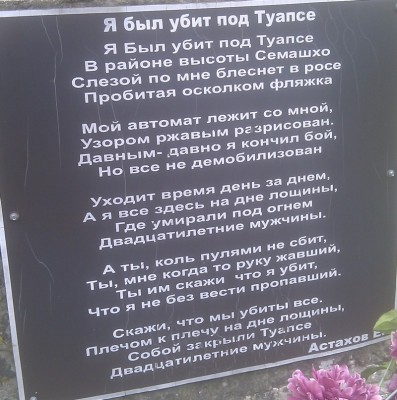 Я был убит под Туапсе
Я Был убит под Туапсе
В районе высоты Семашхо
Слезой по мне блеснет в росе
Пробитая осколком фляжка
Мой автомат лежит со мной,
Узором ржавым разрисован.
Давным- давно я кончил бой,
Но все не демобилизован
Уходит время день за днем,
А я все здесь на дне лощины,
Где умирали под огнем
Двадцатилетние мужчины.
А ты, коль пулями не сбит,
Ты, мне когда то руку жавший,
Ты им скажи что я убит,
Что я не без вести пропавший.
Скажи, что мы убиты все.
Плечом к плечу на дне лощины,
Собой закрыли Туапсе
Двадцатилетние мужчины.
Астахов